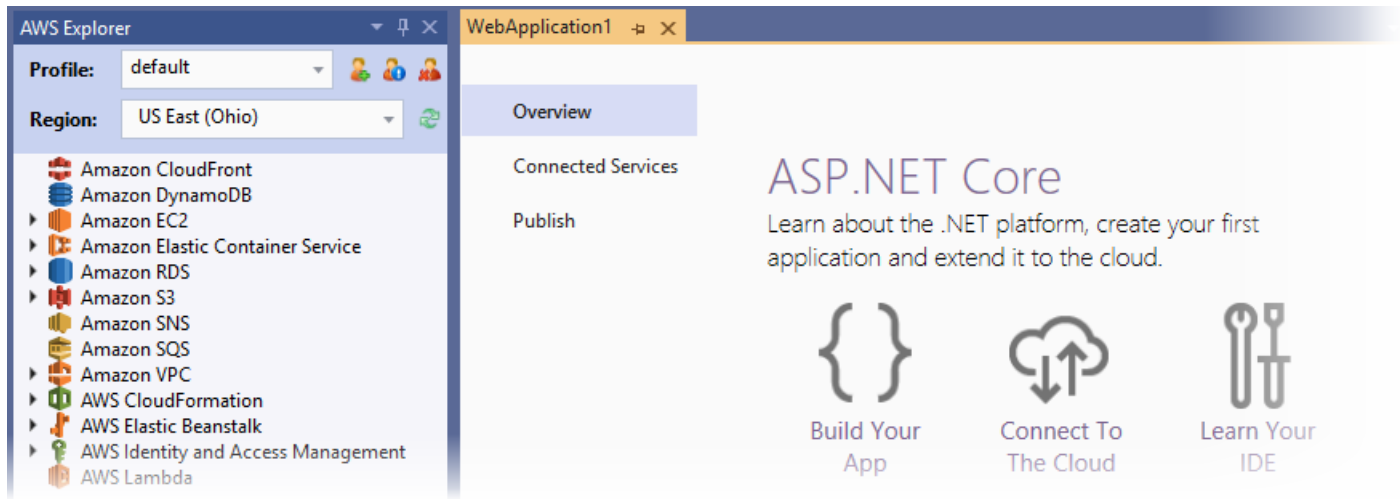 AWS Explorer
Profile: default
Region: US East (Ohio)
Amazon CloudFront
Amazon DynamoDB
Amazon EC2
Amazon Elastic Container Service
Amazon RDS
Amazon S3
Amazon SNS
Amazon SQS
Amazon VPC
AWS CloudFormation
AWS Elastic Beanstalk
AWS Identity and Access Management
AWS Lambda
WebApplication1
Overview
Connected Services
Publish
ASP.NET Core
Learn about the .NET platform, create your first
application and extend it to the cloud.
Build Your
App
Connect To
The Cloud
Learn Your
IDE